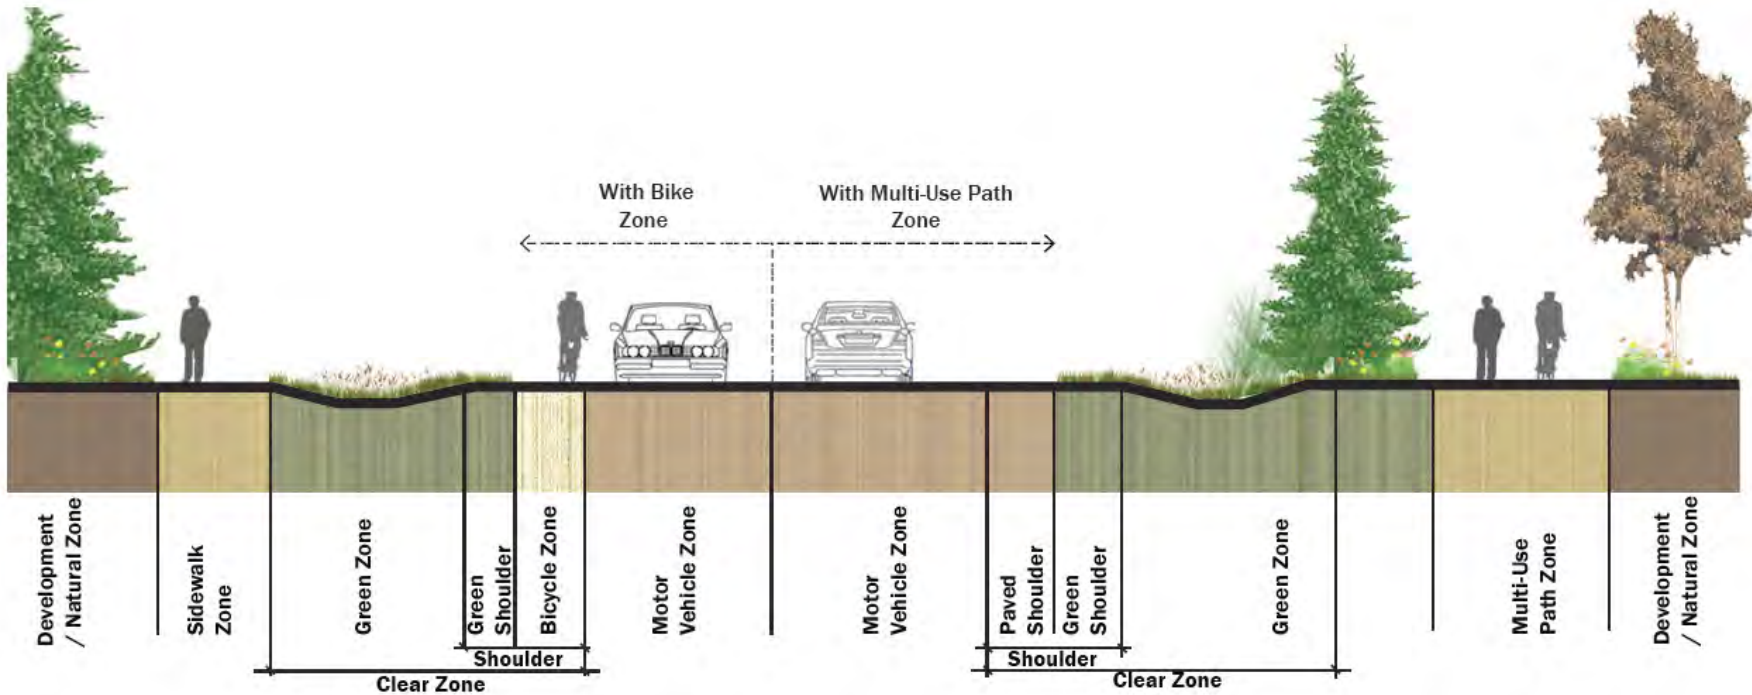 With Bike
Zone
With Multi-Use Path
Zone
Development
/ Natural Zone
Sidewalk
Zone
Green Zone
Green
Shoulder
Bicycle Zone
Motor
Vehicle Zone
Motor
Vehicle Zone
Paved
Shoulder
Green
Shoulder
Green Zone
Multi-Use
Path Zone
Development
/ Natural Zone
Shoulder
Shoulder
Clear Zone
Clear Zone